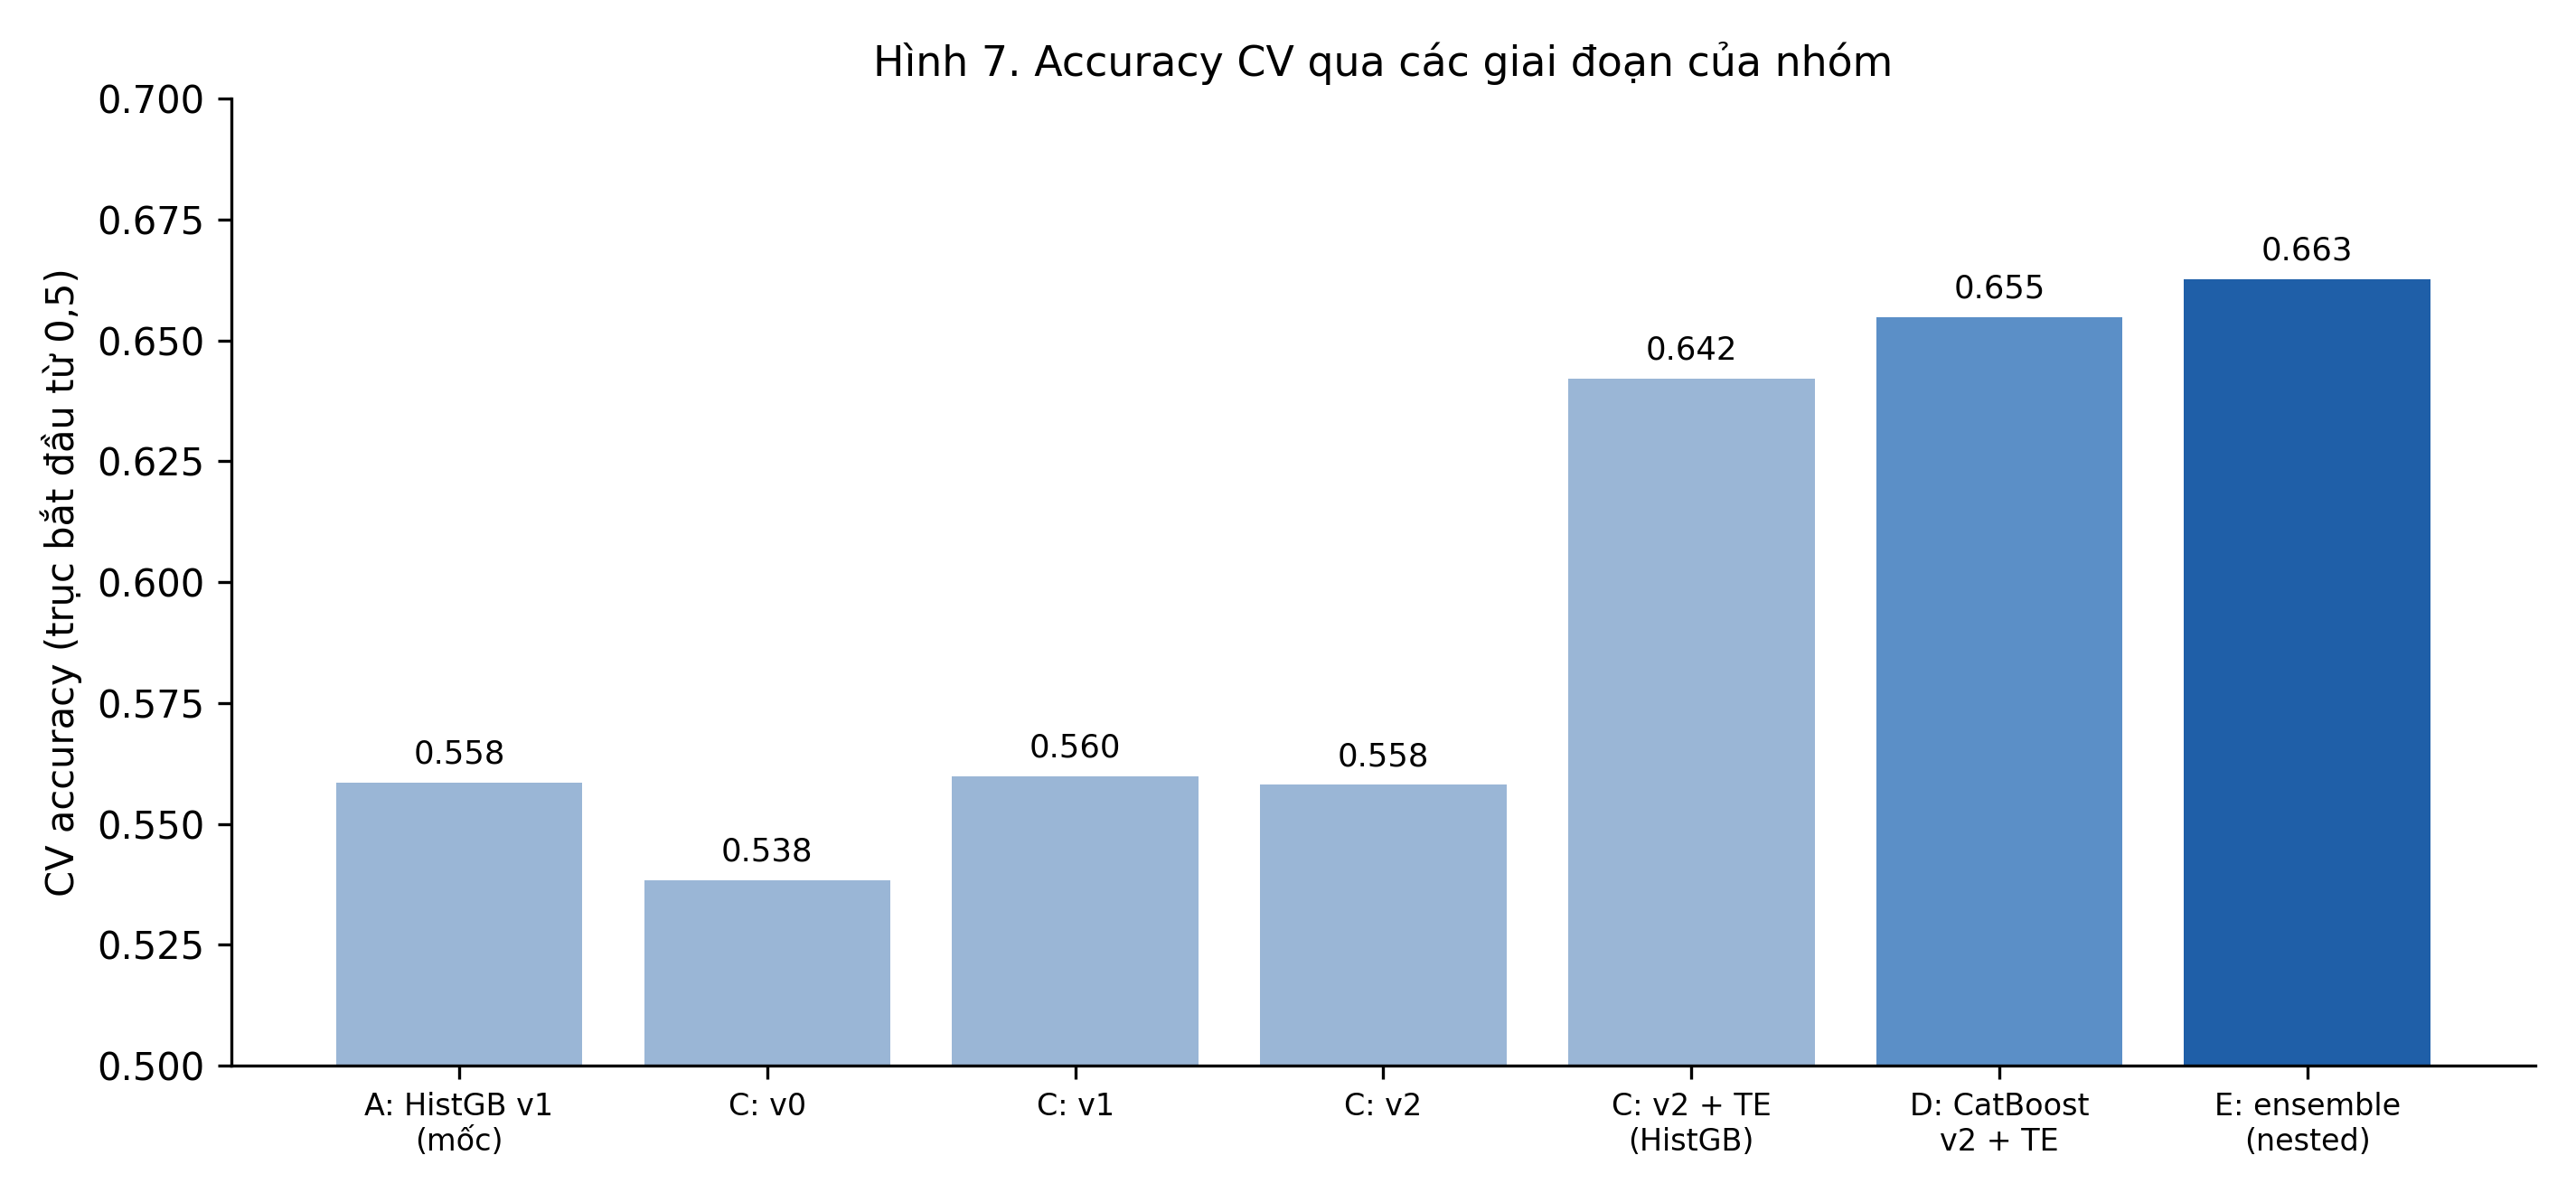 Hình 7. Accuracy CV qua các giai đoạn của nhóm
CV accuracy (trục bắt đầu từ 0,5)
0.700
0.675
0.650
0.625
0.600
0.575
0.550
0.525
0.500
0.558
0.538
0.560
0.558
0.642
0.655
0.663
A: HistGB v1
(mốc)
C: v0
C: v1
C: v2
C: v2 + TE
(HistGB)
D: CatBoost
v2 + TE
E: ensemble
(nested)